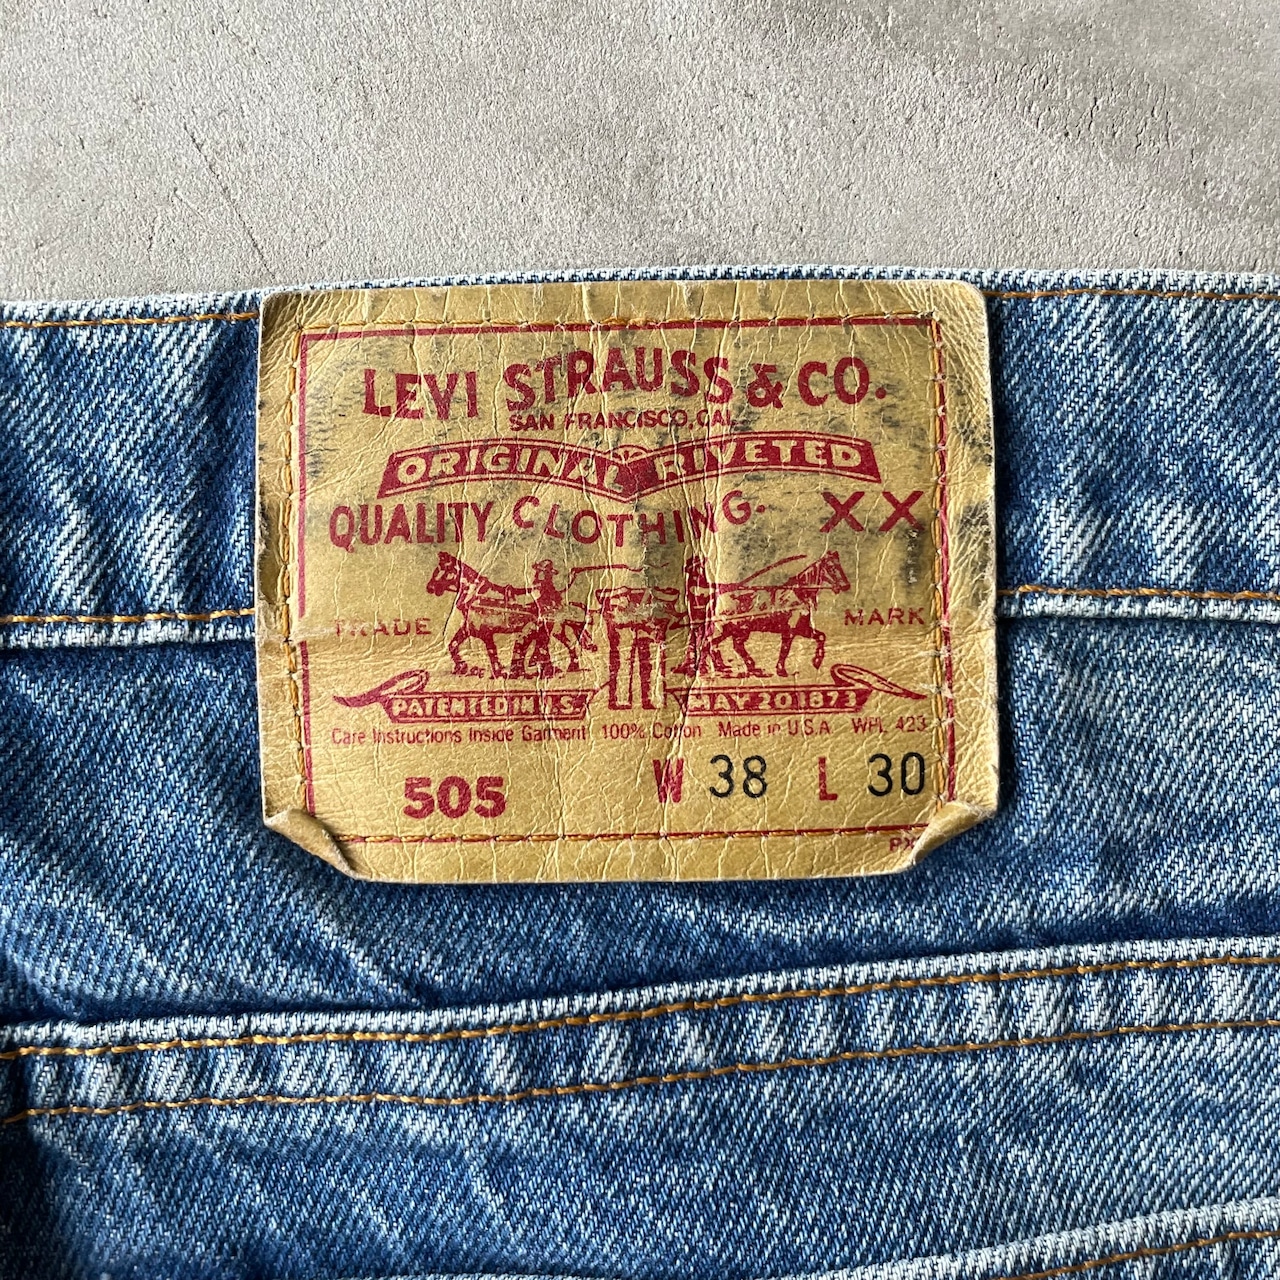 LEVI STRAUSS & CO.
SAN FRANCISCO, CAL.
ORIGINAL RIVETED
QUALITY CLOTHING. XX
TRADE MARK
PATENTED IN U.S. MAY 20 1873
Care Instructions Inside Garment 100% Cotton Made in U.S.A WPL 423
505 W 38 L 30